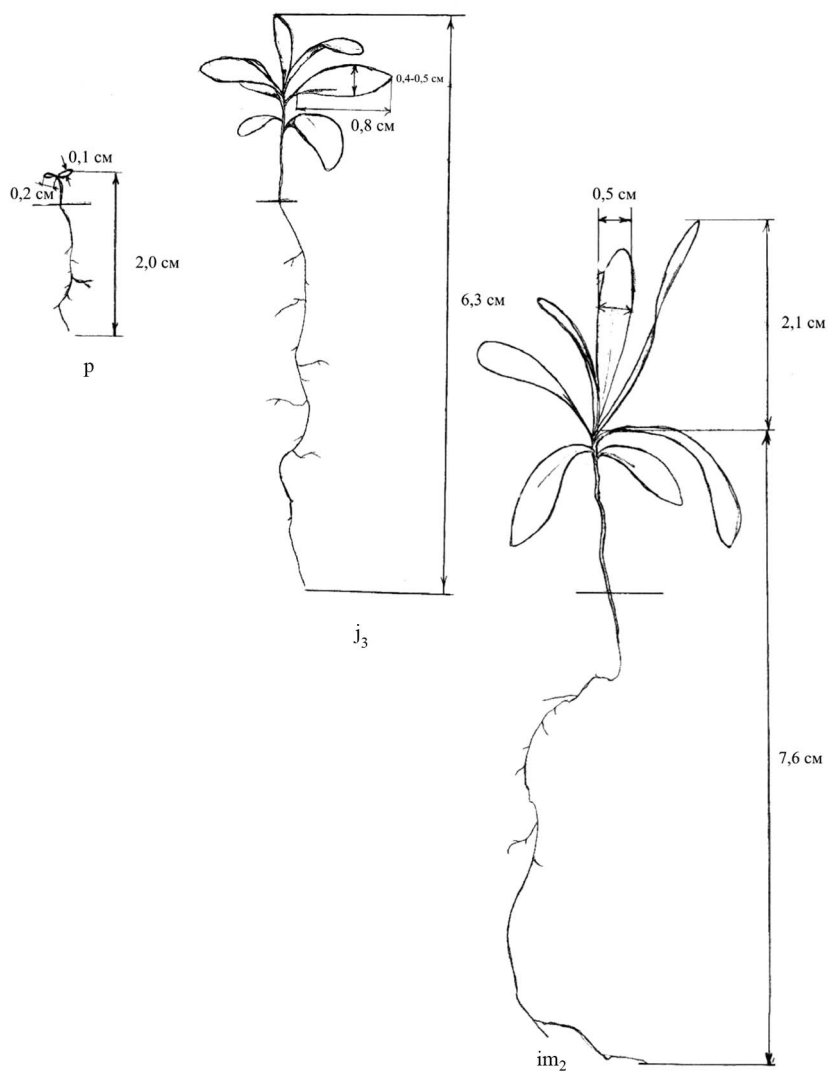 0,1 см
0,2 см
2,0 см
p
0,4-0,5 см
0,8 см
6,3 см
j₃
0,5 см
2,1 см
7,6 см
im₂